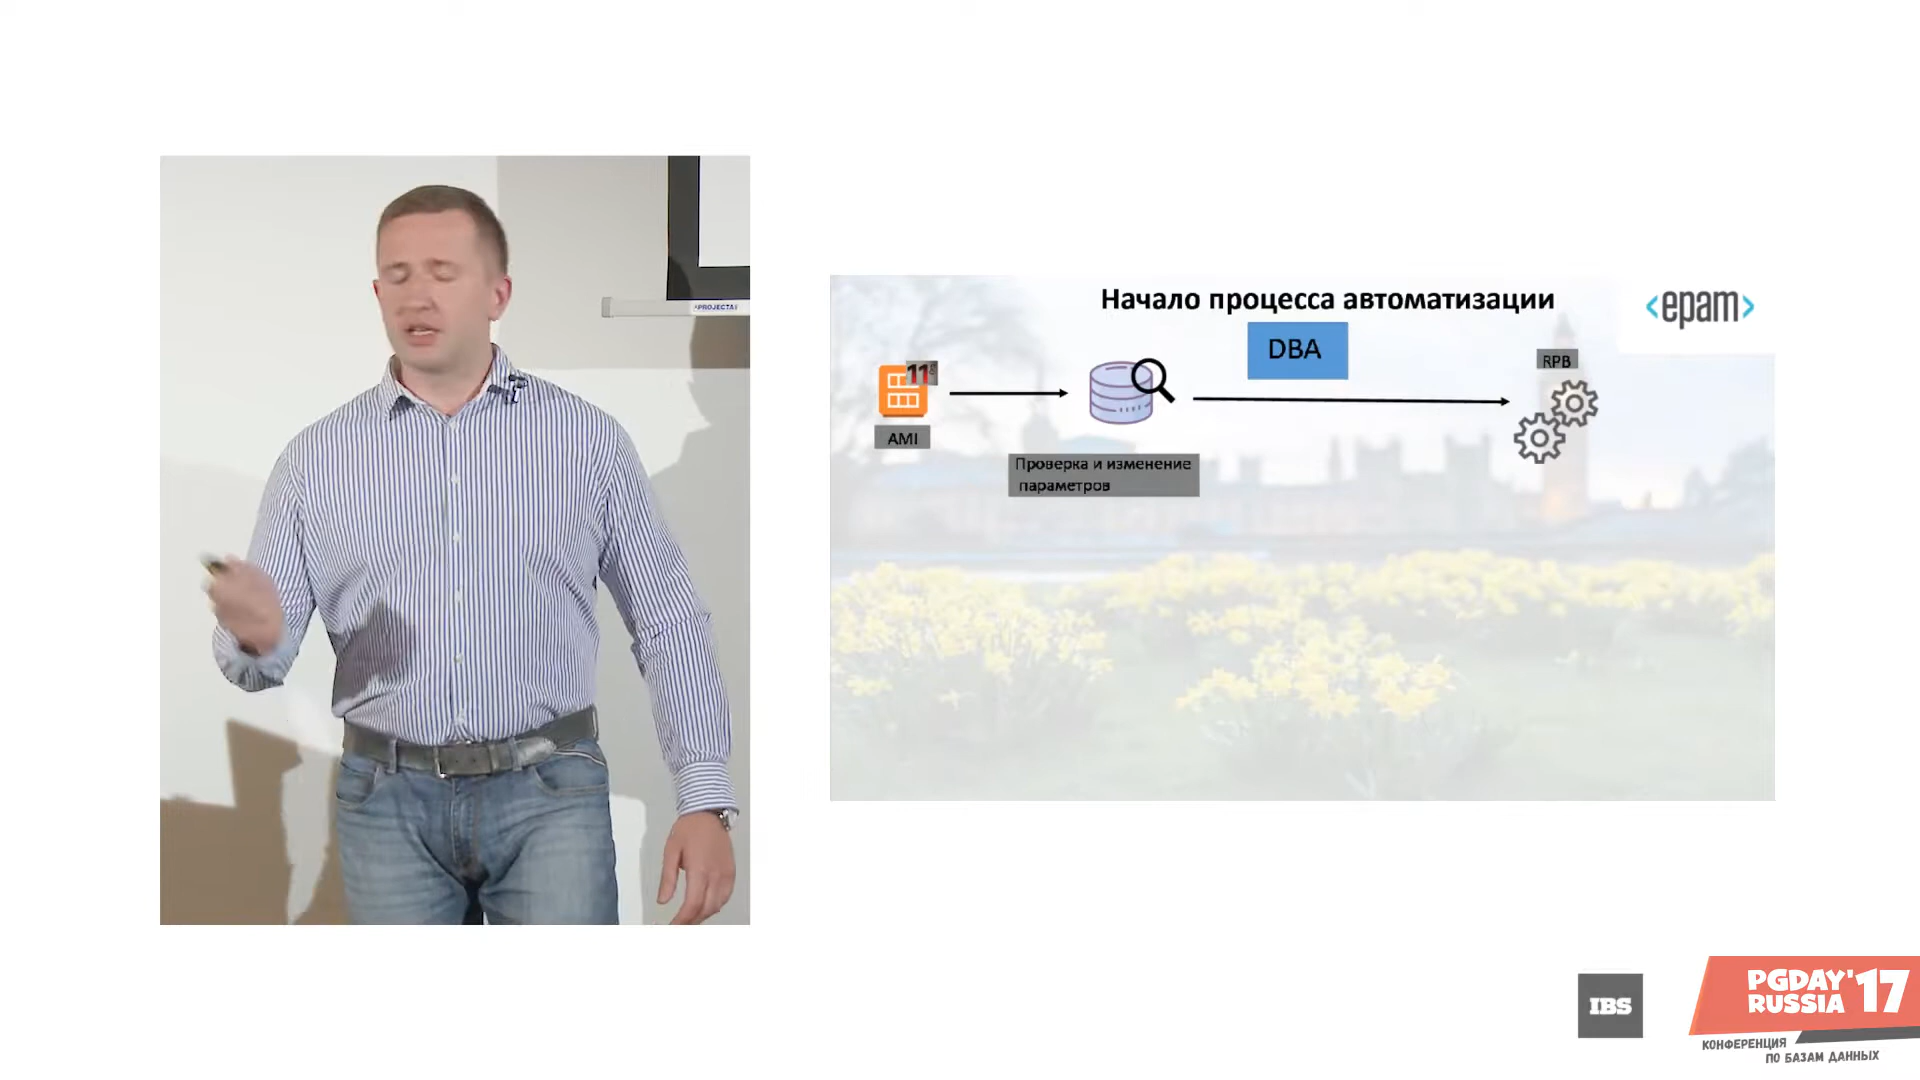 Начало процесса автоматизации
<epam>
DBA
RPB
11
AMI
Проверка и изменение
параметров
IBS
PGDAY'17
RUSSIA
КОНФЕРЕНЦИЯ
ПО БАЗАМ ДАННЫХ